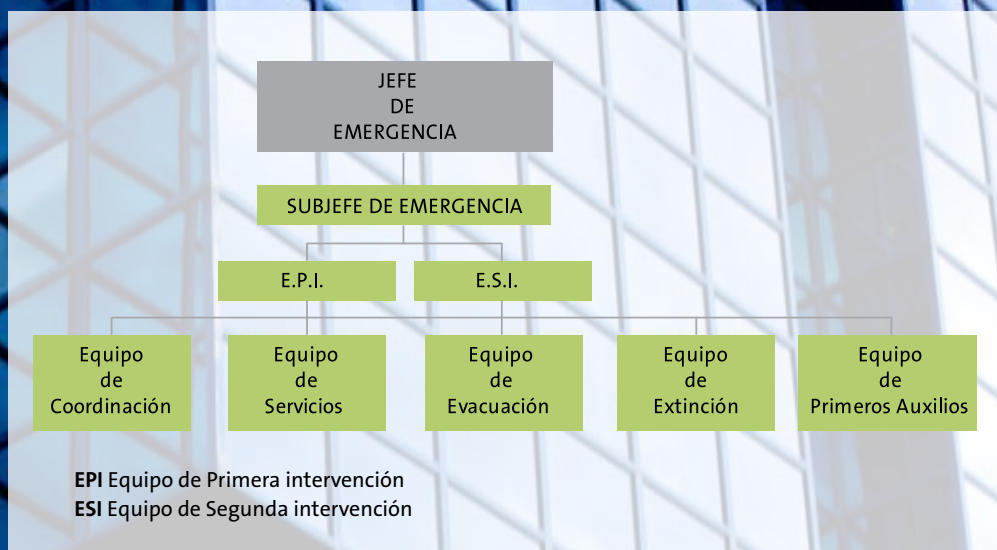 JEFE
DE
EMERGENCIA
SUBJEFE DE EMERGENCIA
E.P.I.
E.S.I.
Equipo
de
Coordinación
Equipo
de
Servicios
Equipo
de
Evacuación
Equipo
de
Extinción
Equipo
de
Primeros Auxilios
EPI Equipo de Primera intervención
ESI Equipo de Segunda intervención